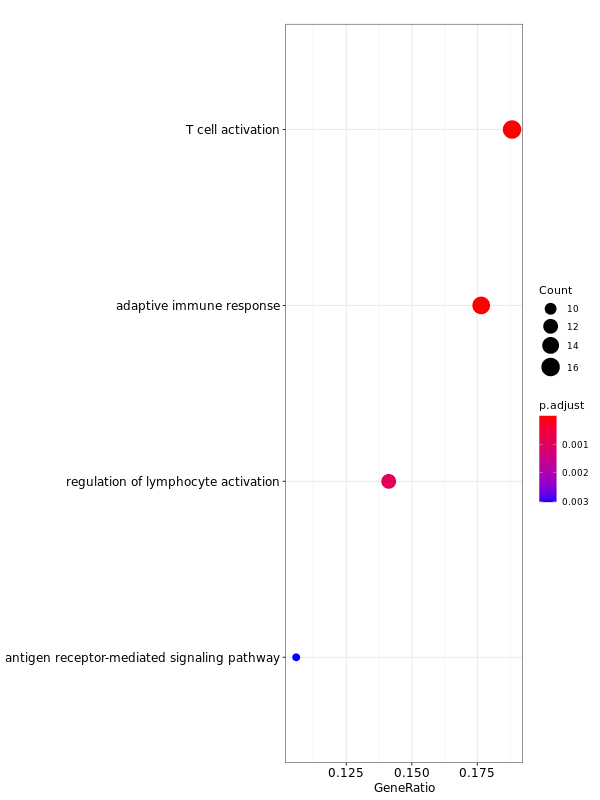 T cell activation
adaptive immune response
regulation of lymphocyte activation
antigen receptor-mediated signaling pathway
0.125 0.150 0.175
GeneRatio
Count
10
12
14
16
p.adjust
0.001
0.002
0.003